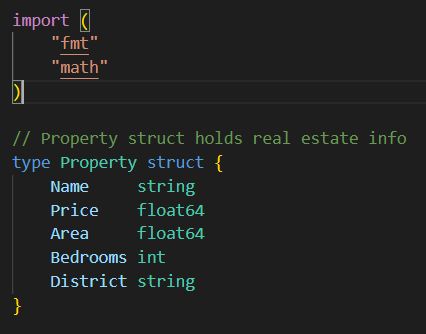 import (
    "fmt"
    "math"
)

// Property struct holds real estate info
type Property struct {
    Name     string
    Price    float64
    Area     float64
    Bedrooms int
    District string
}